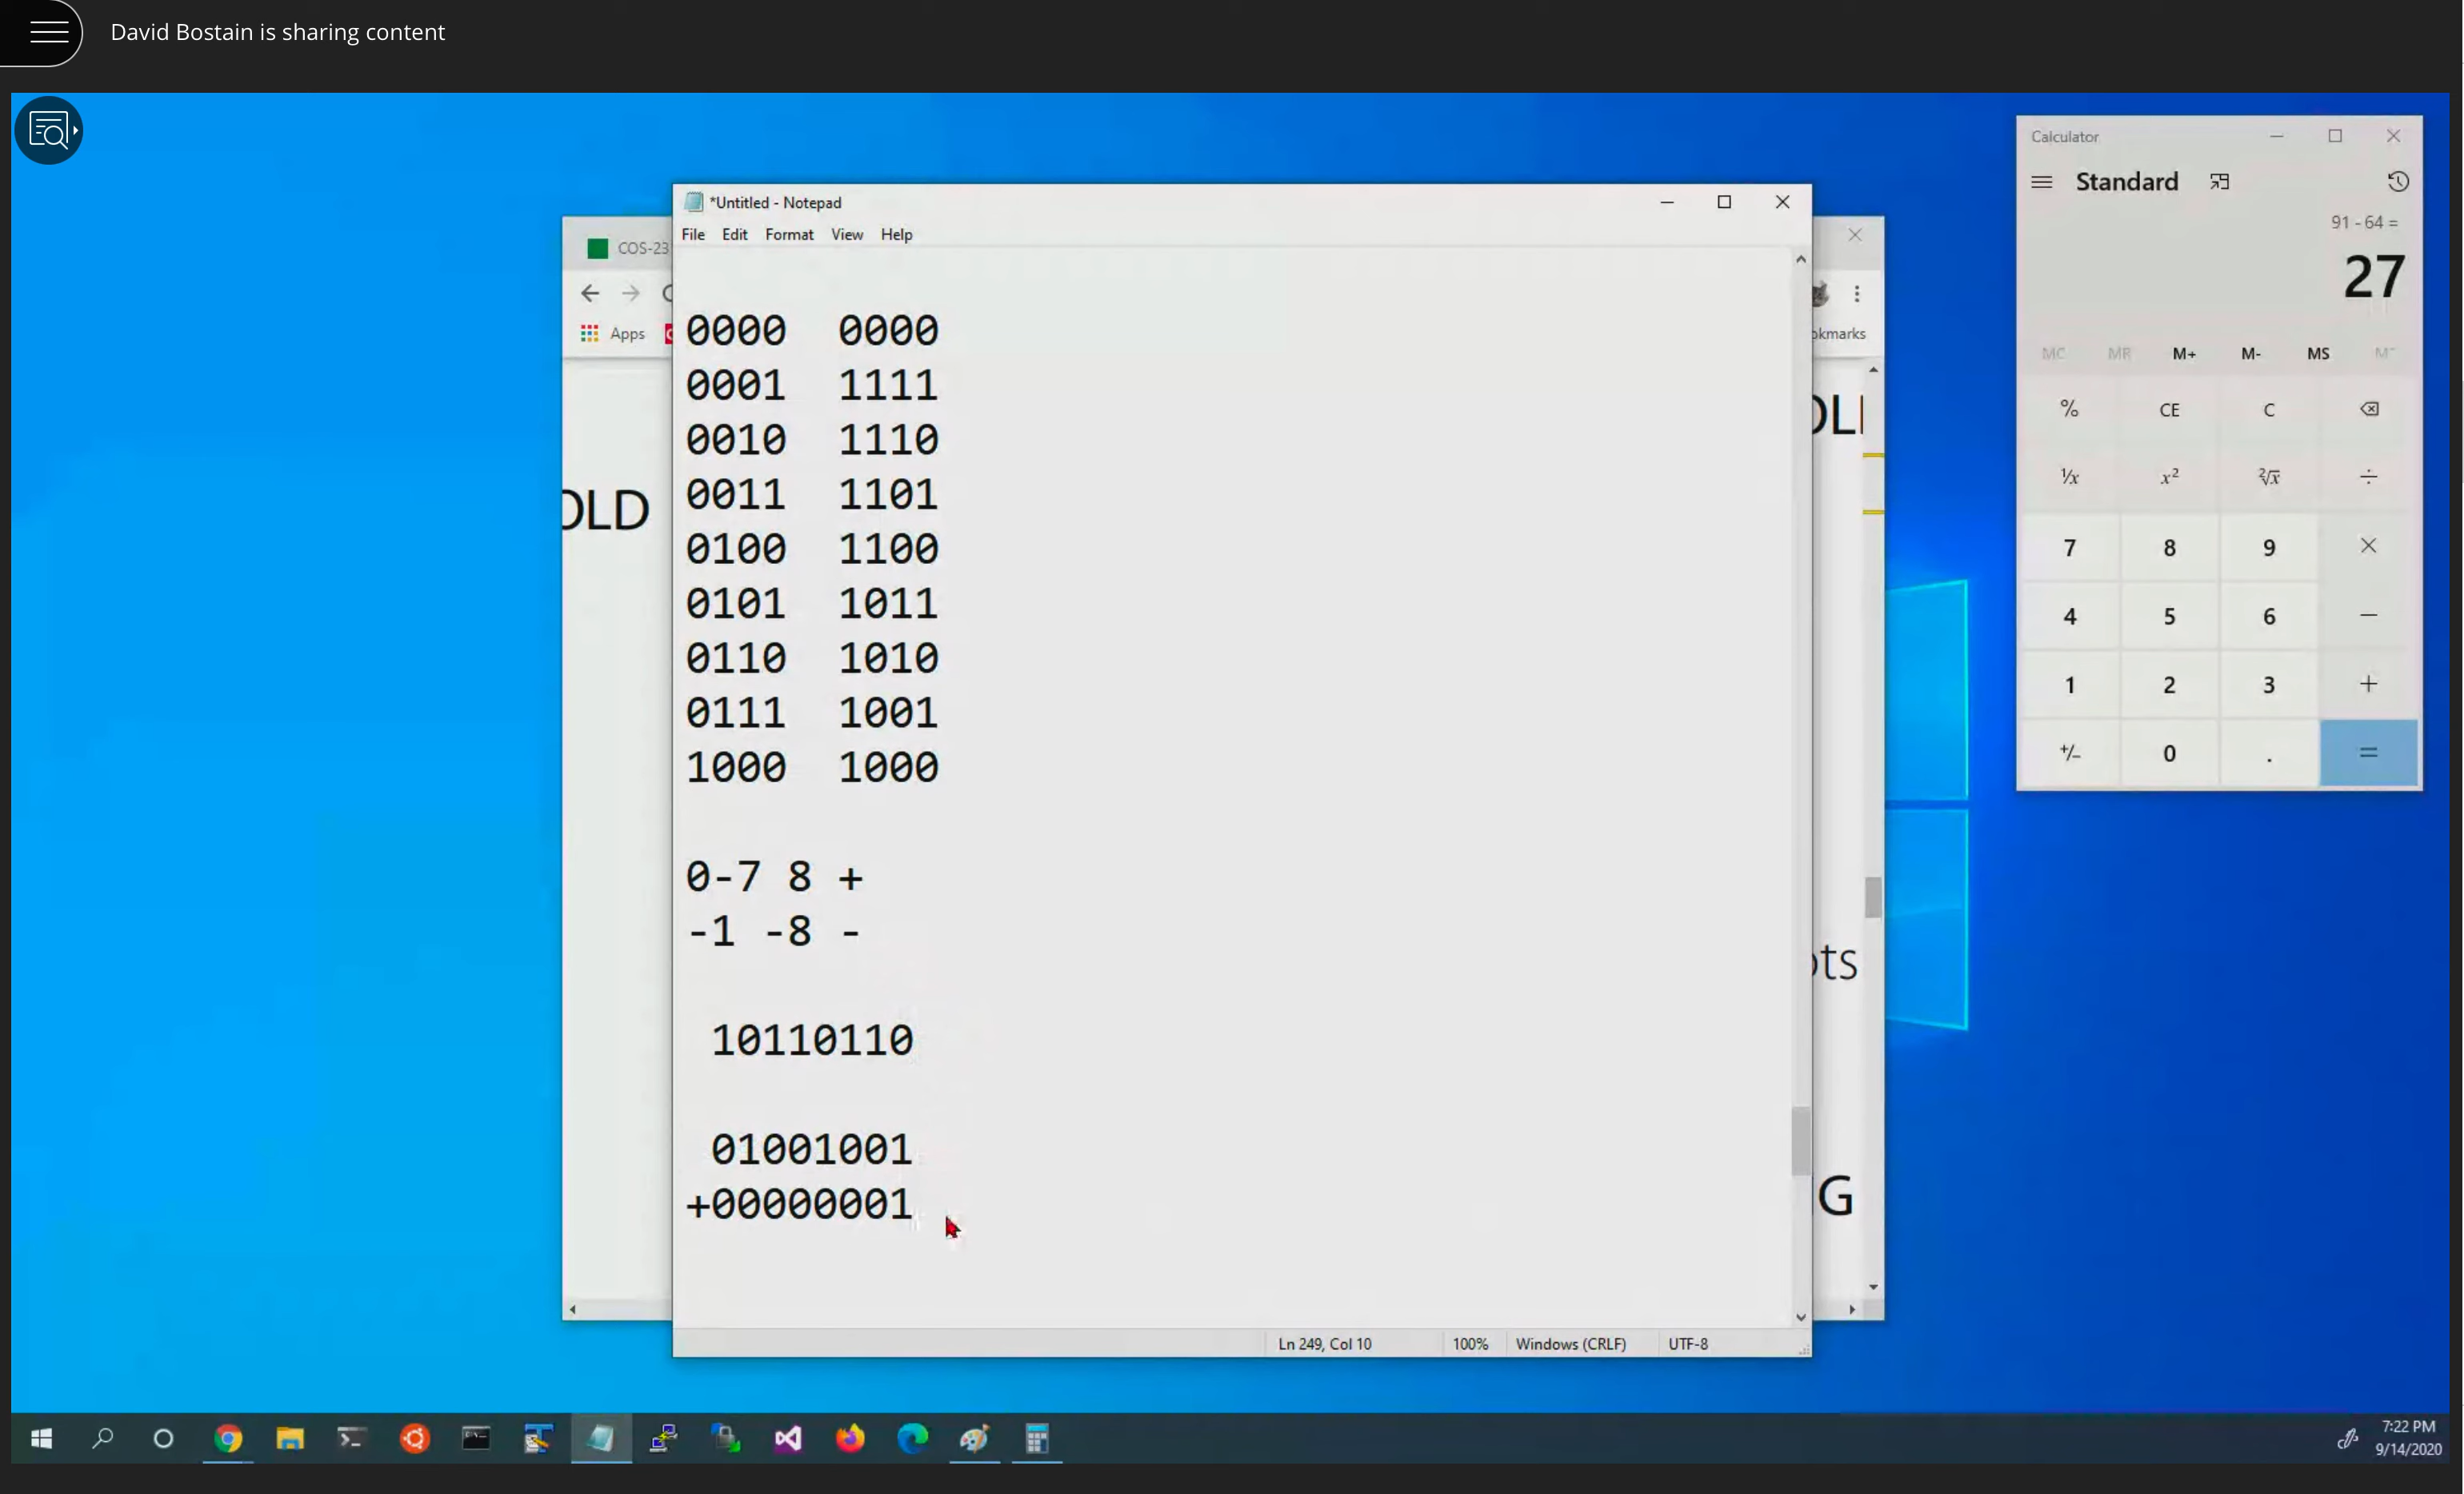 David Bostain is sharing content
*Untitled - Notepad
File Edit Format View Help
COS-23
Apps
okmarks
OLD
OLI
ots
G
0000  0000
0001  1111
0010  1110
0011  1101
0100  1100
0101  1011
0110  1010
0111  1001
1000  1000
0-7 8 +
-1 -8 -
10110110
01001001
+00000001
Ln 249, Col 10 100% Windows (CRLF) UTF-8
Calculator
Standard
91 - 64 =
27
MC MR M+ M- MS M˅
% CE C
⅟x x² ²√x ÷
7 8 9 ×
4 5 6 −
1 2 3 +
+/− 0 . =
7:22 PM
9/14/2020